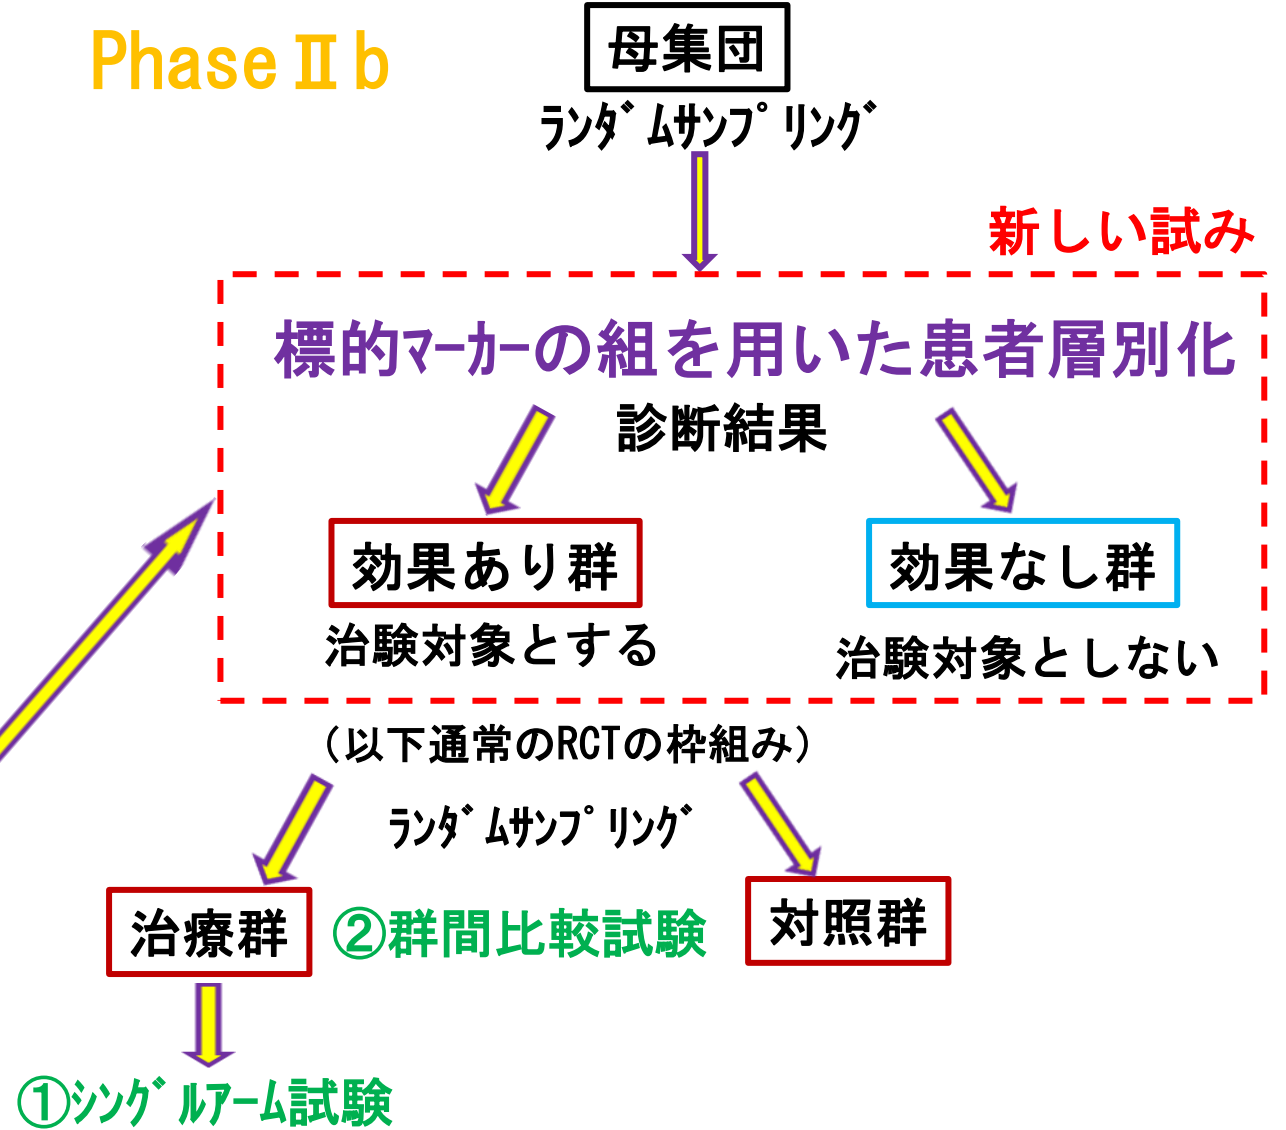 PhaseⅡb
母集団
ﾗﾝﾀﾞﾑｻﾝﾌﾟﾘﾝｸﾞ
新しい試み
標的ﾏｰｶｰの組を用いた患者層別化
診断結果
効果あり群
効果なし群
治験対象とする
治験対象としない
(以下通常のRCTの枠組み)
ﾗﾝﾀﾞﾑｻﾝﾌﾟﾘﾝｸﾞ
治療群
②群間比較試験
対照群
①ｼﾝｸﾞﾙｱｰﾑ試験